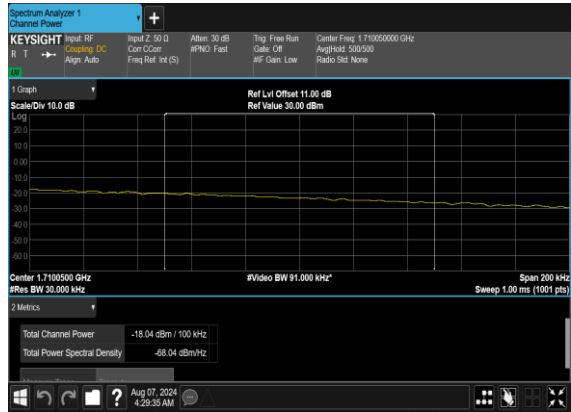 Spectrum Analyzer 1
Channel Power
+
KEYSIGHT Input: RF Input Z: 50 Ω Atten: 30 dB Trig: Free Run Center Freq: 1.710050000 GHz
R T Coupling: DC Corr CCorr #PNO: Fast Gate: Off Avg|Hold: 500/500
Align: Auto Freq Ref: Int (S) #IF Gain: Low Radio Std: None
1 Graph Ref Lvl Offset 11.00 dB
Scale/Div 10.0 dB Ref Value 30.00 dBm
Log
20.0
10.0
0.00
-10.0
-20.0
-30.0
-40.0
-50.0
-60.0
Center 1.7100500 GHz #Video BW 91.000 kHz* Span 200 kHz
#Res BW 30.000 kHz Sweep 1.00 ms (1001 pts)
2 Metrics
Total Channel Power -18.04 dBm / 100 kHz
Total Power Spectral Density -68.04 dBm/Hz
? Aug 07, 2024
4:29:35 AM